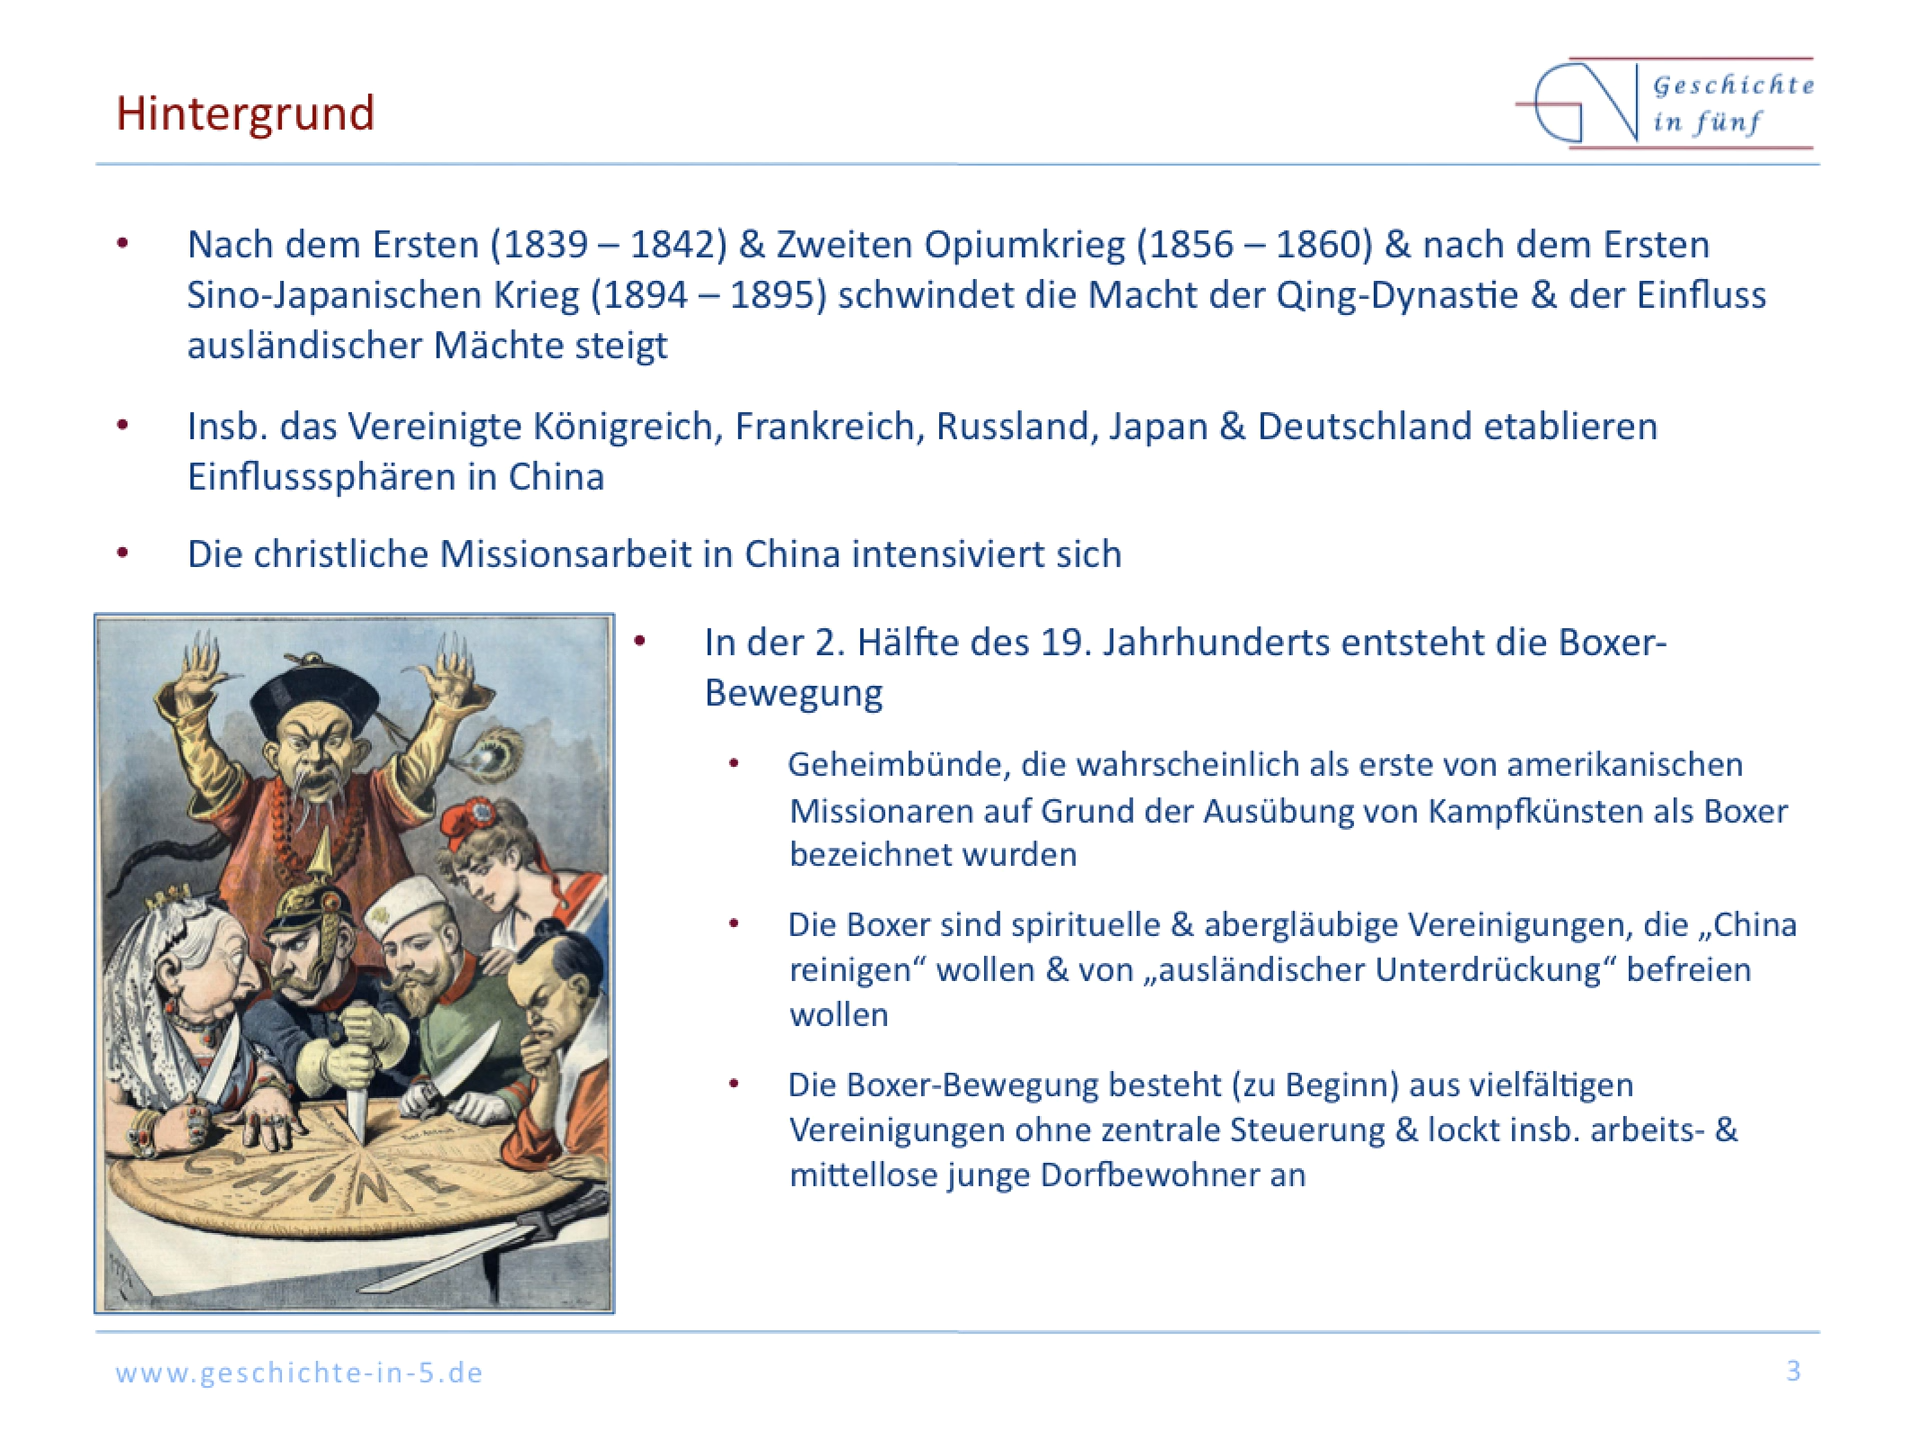 Hintergrund
Geschichte
in fünf
• Nach dem Ersten (1839 – 1842) & Zweiten Opiumkrieg (1856 – 1860) & nach dem Ersten
Sino-Japanischen Krieg (1894 – 1895) schwindet die Macht der Qing-Dynastie & der Einfluss
ausländischer Mächte steigt
• Insb. das Vereinigte Königreich, Frankreich, Russland, Japan & Deutschland etablieren
Einflusssphären in China
• Die christliche Missionsarbeit in China intensiviert sich
• In der 2. Hälfte des 19. Jahrhunderts entsteht die Boxer-
Bewegung
• Geheimbünde, die wahrscheinlich als erste von amerikanischen
Missionaren auf Grund der Ausübung von Kampfkünsten als Boxer
bezeichnet wurden
• Die Boxer sind spirituelle & abergläubige Vereinigungen, die „China
reinigen“ wollen & von „ausländischer Unterdrückung“ befreien
wollen
• Die Boxer-Bewegung besteht (zu Beginn) aus vielfältigen
Vereinigungen ohne zentrale Steuerung & lockt insb. arbeits- &
mittellose junge Dorfbewohner an
CHINE
www.geschichte-in-5.de
3